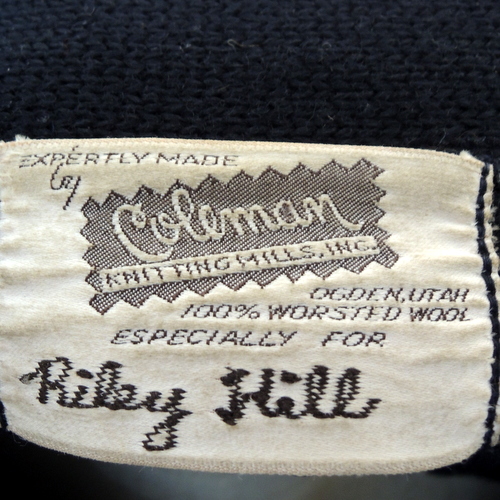 EXPERTLY MADE
by
Coleman
KNITTING MILLS, INC.
OGDEN, UTAH
100% WORSTED WOOL
ESPECIALLY FOR
Riley Hill